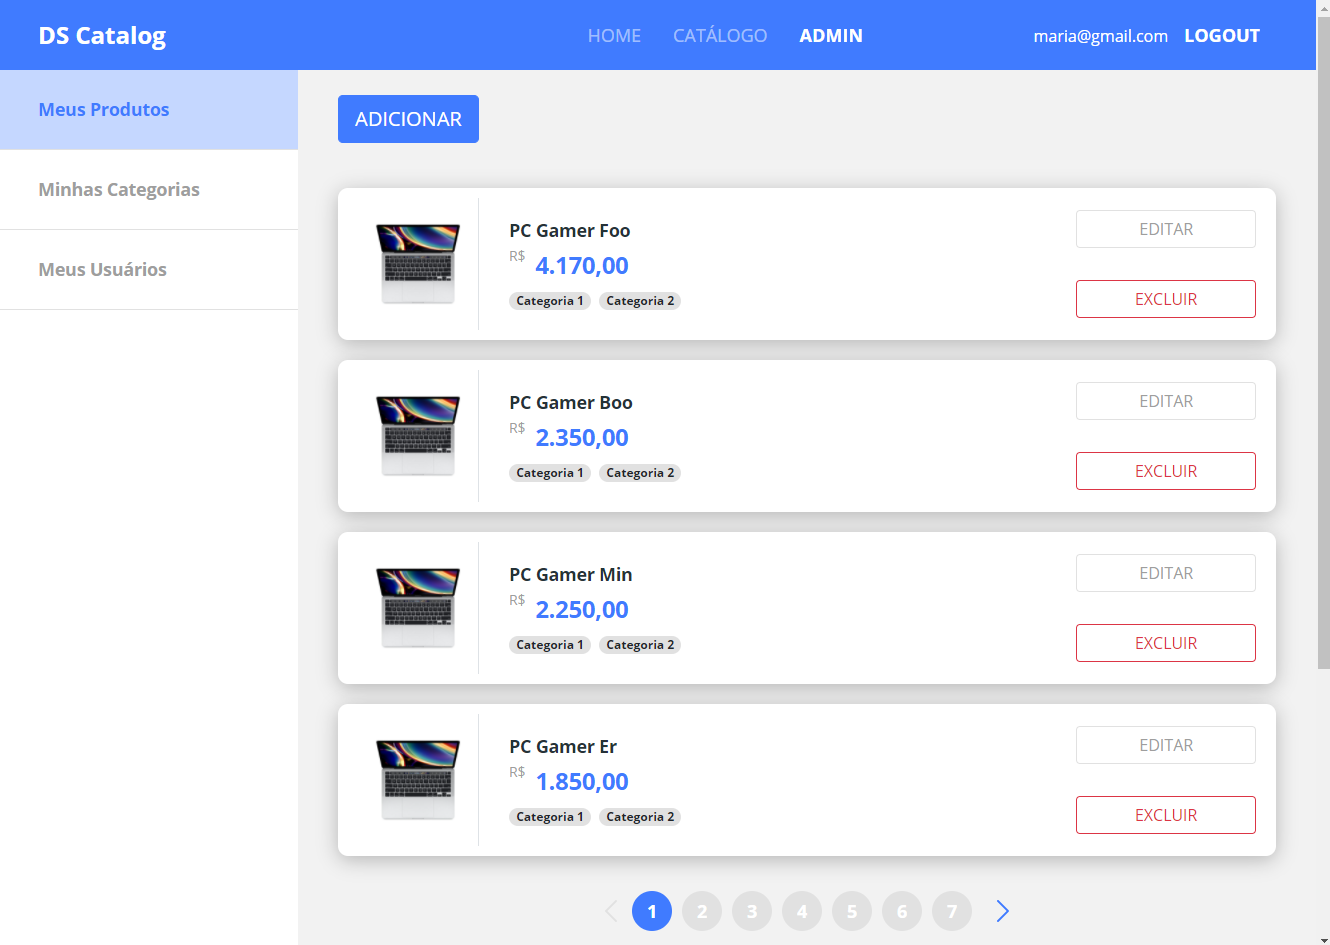 DS Catalog
HOME CATÁLOGO ADMIN
maria@gmail.com LOGOUT
Meus Produtos
Minhas Categorias
Meus Usuários
ADICIONAR
PC Gamer Foo
R$ 4.170,00
Categoria 1 Categoria 2
EDITAR
EXCLUIR
PC Gamer Boo
R$ 2.350,00
Categoria 1 Categoria 2
EDITAR
EXCLUIR
PC Gamer Min
R$ 2.250,00
Categoria 1 Categoria 2
EDITAR
EXCLUIR
PC Gamer Er
R$ 1.850,00
Categoria 1 Categoria 2
EDITAR
EXCLUIR
1 2 3 4 5 6 7